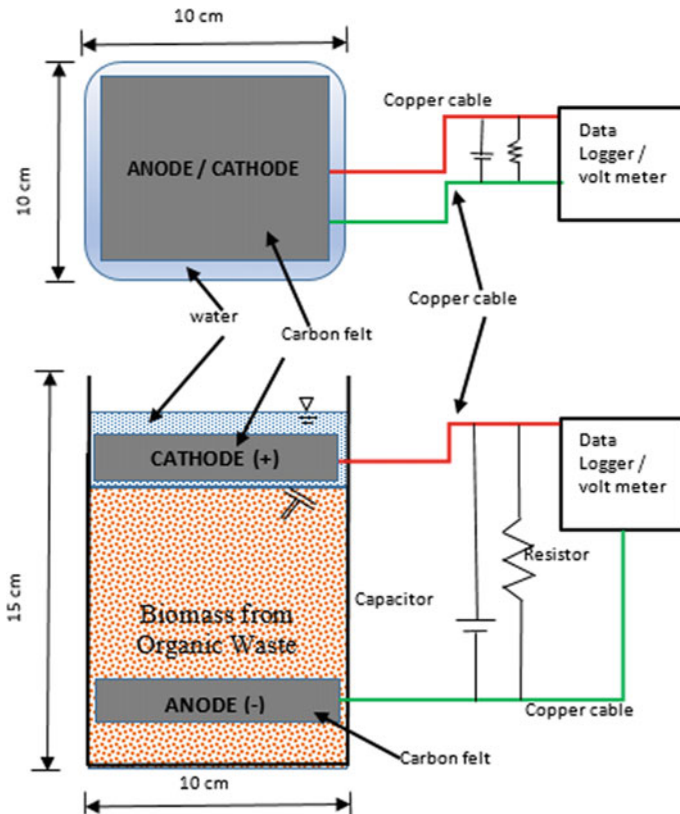 10 cm
10 cm
ANODE / CATHODE
Copper cable
Data
Logger /
volt meter
water
Carbon felt
Copper cable
15 cm
CATHODE (+)
Data
Logger /
volt meter
Resistor
Capacitor
Biomass from
Organic Waste
ANODE (-)
Copper cable
Carbon felt
10 cm